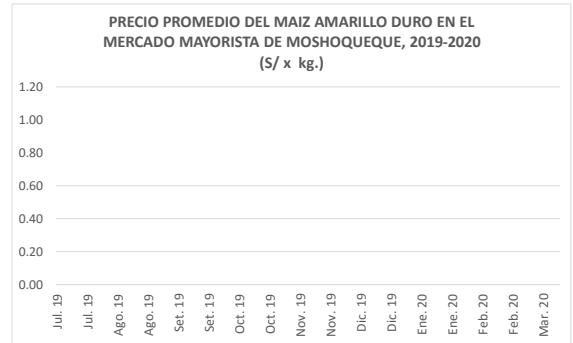 PRECIO PROMEDIO DEL MAIZ AMARILLO DURO EN EL
MERCADO MAYORISTA DE MOSHOQUEQUE, 2019-2020
(S/ x kg.)
1.20
1.00
0.80
0.60
0.40
0.20
0.00
Jul. 19
Jul. 19
Ago. 19
Ago. 19
Set. 19
Set. 19
Oct. 19
Oct. 19
Nov. 19
Nov. 19
Dic. 19
Dic. 19
Ene. 20
Ene. 20
Feb. 20
Feb. 20
Mar. 20